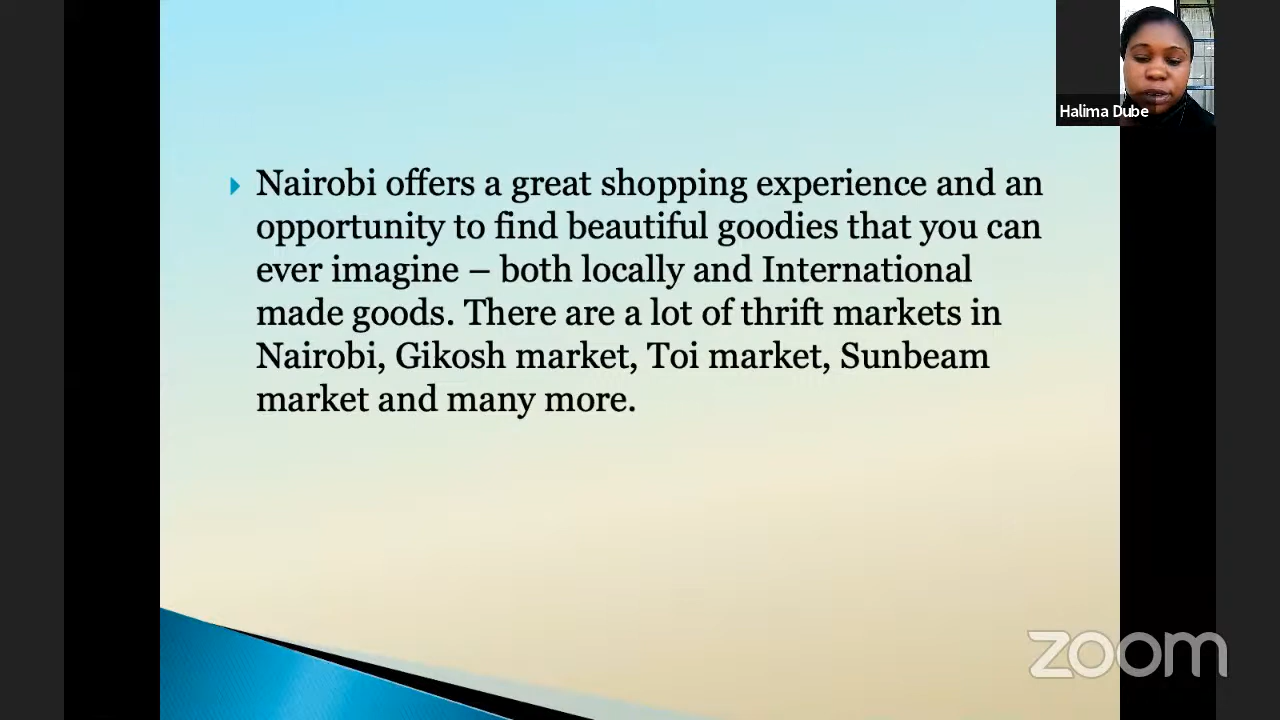 Halima Dube
Nairobi offers a great shopping experience and an
opportunity to find beautiful goodies that you can
ever imagine – both locally and International
made goods. There are a lot of thrift markets in
Nairobi, Gikosh market, Toi market, Sunbeam
market and many more.
zoom